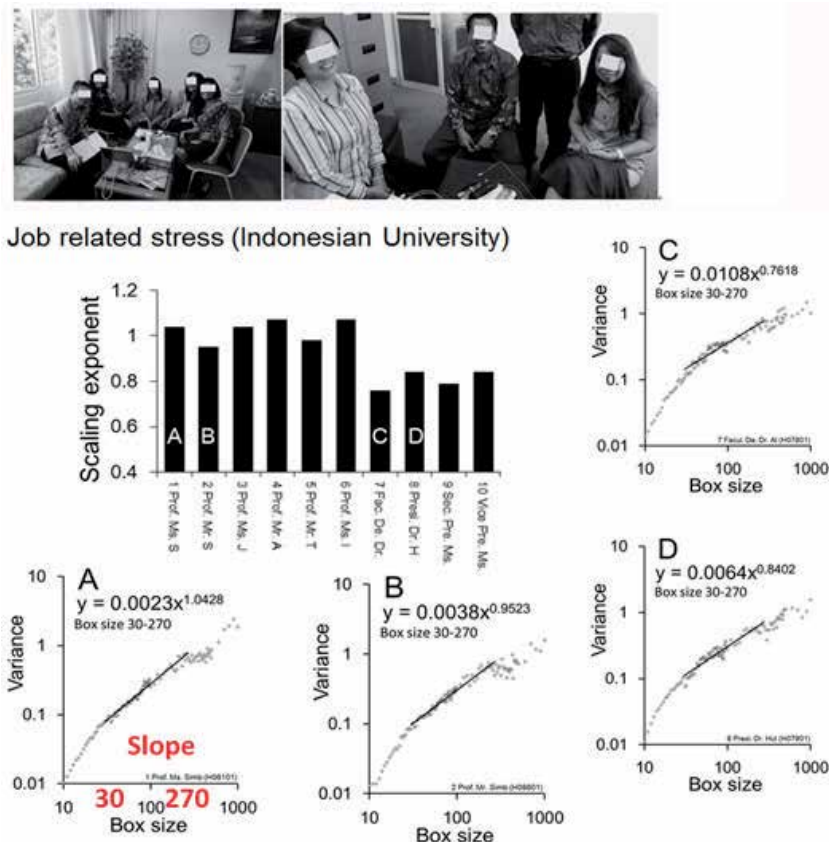 Job related stress (Indonesian University)
Scaling exponent
1.2
1
0.8
0.6
0.4
A
B
C
D
1 Prof. Ms. S
2 Prof. Mr. S
3 Prof. Ms. J
4 Prof. Mr. A
5 Prof. Mr. T
6 Prof. Ms. I
7 Fac. De. Dr.
8 Presi. Dr. H
9 Sec. Pre. Ms.
10 Vice Pre. Ms.
C
y = 0.0108x^0.7618
Box size 30-270
Variance
10
1
0.1
0.01
7 Facul. De. Dr. Al (H07801)
10
100
1000
Box size
A
y = 0.0023x^1.0428
Box size 30-270
Variance
10
1
0.1
0.01
Slope
10
100
1000
30
270
Box size
B
y = 0.0038x^0.9523
Box size 30-270
Variance
10
1
0.1
0.01
10
100
1000
Box size
D
y = 0.0064x^0.8402
Box size 30-270
Variance
10
1
0.1
0.01
10
100
1000
Box size